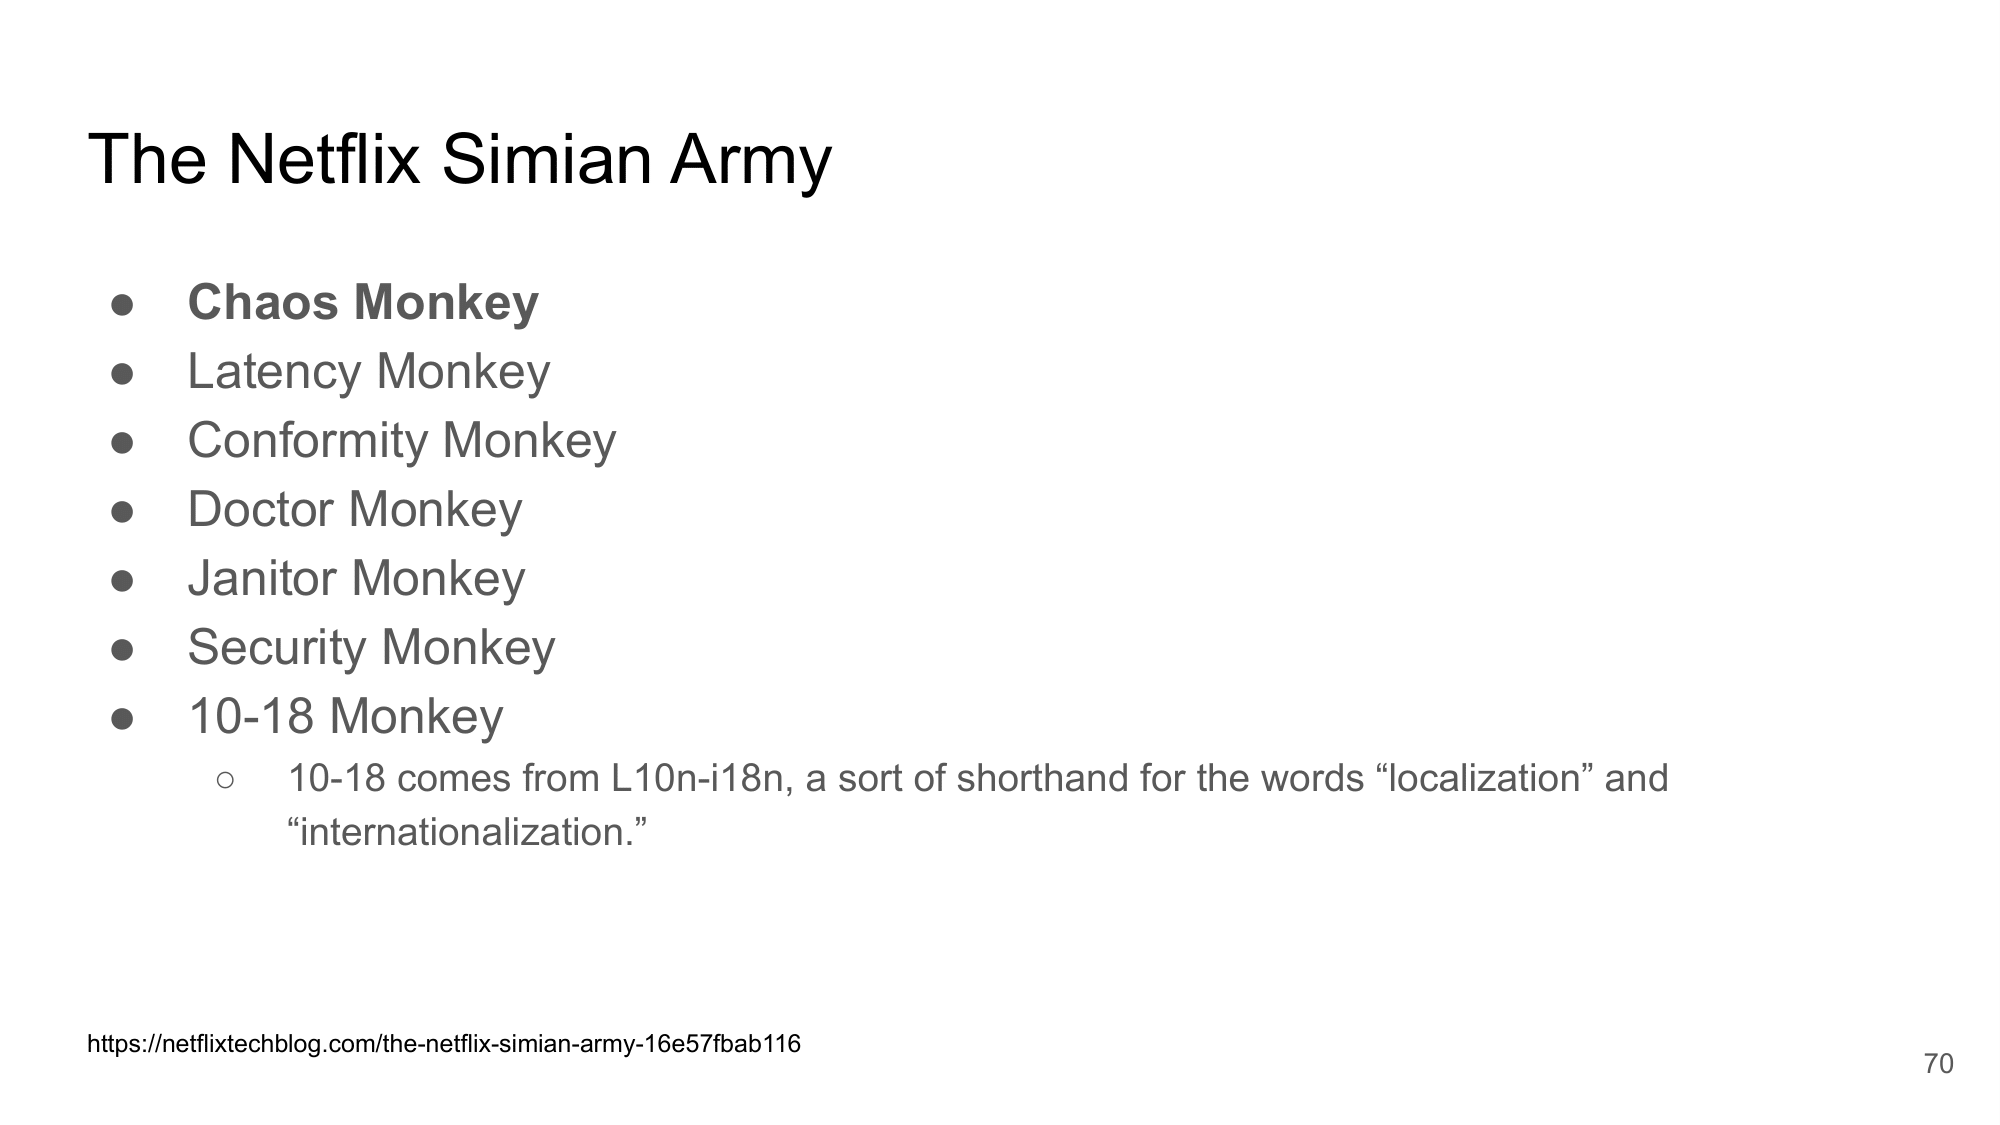 The Netflix Simian Army
● Chaos Monkey
● Latency Monkey
● Conformity Monkey
● Doctor Monkey
● Janitor Monkey
● Security Monkey
● 10-18 Monkey
○ 10-18 comes from L10n-i18n, a sort of shorthand for the words “localization” and
“internationalization.”
https://netflixtechblog.com/the-netflix-simian-army-16e57fbab116
70